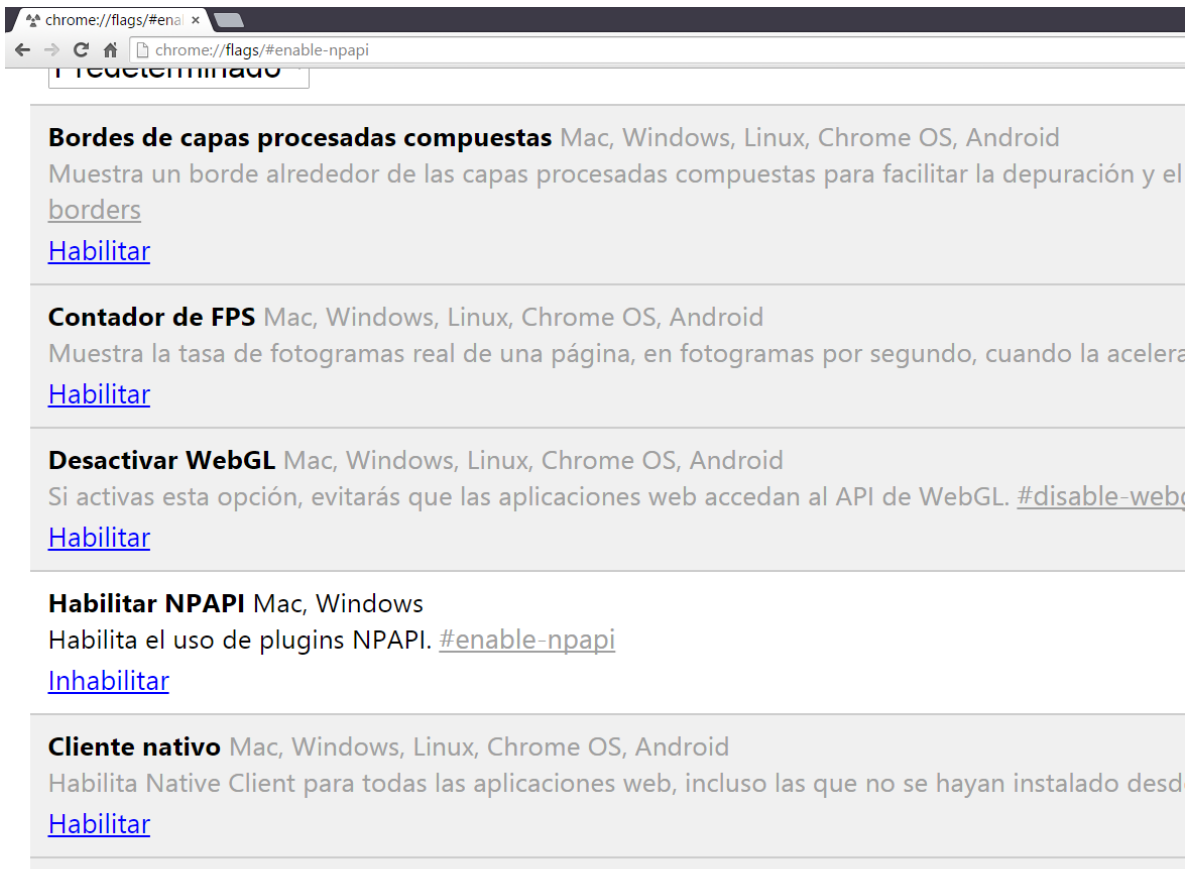 chrome://flags/#ena
chrome://flags/#enable-npapi
Predeterminado
Bordes de capas procesadas compuestas Mac, Windows, Linux, Chrome OS, Android
Muestra un borde alrededor de las capas procesadas compuestas para facilitar la depuración y el
borders
Habilitar
Contador de FPS Mac, Windows, Linux, Chrome OS, Android
Muestra la tasa de fotogramas real de una página, en fotogramas por segundo, cuando la acelera
Habilitar
Desactivar WebGL Mac, Windows, Linux, Chrome OS, Android
Si activas esta opción, evitarás que las aplicaciones web accedan al API de WebGL. #disable-webg
Habilitar
Habilitar NPAPI Mac, Windows
Habilita el uso de plugins NPAPI. #enable-npapi
Inhabilitar
Cliente nativo Mac, Windows, Linux, Chrome OS, Android
Habilita Native Client para todas las aplicaciones web, incluso las que no se hayan instalado desde
Habilitar